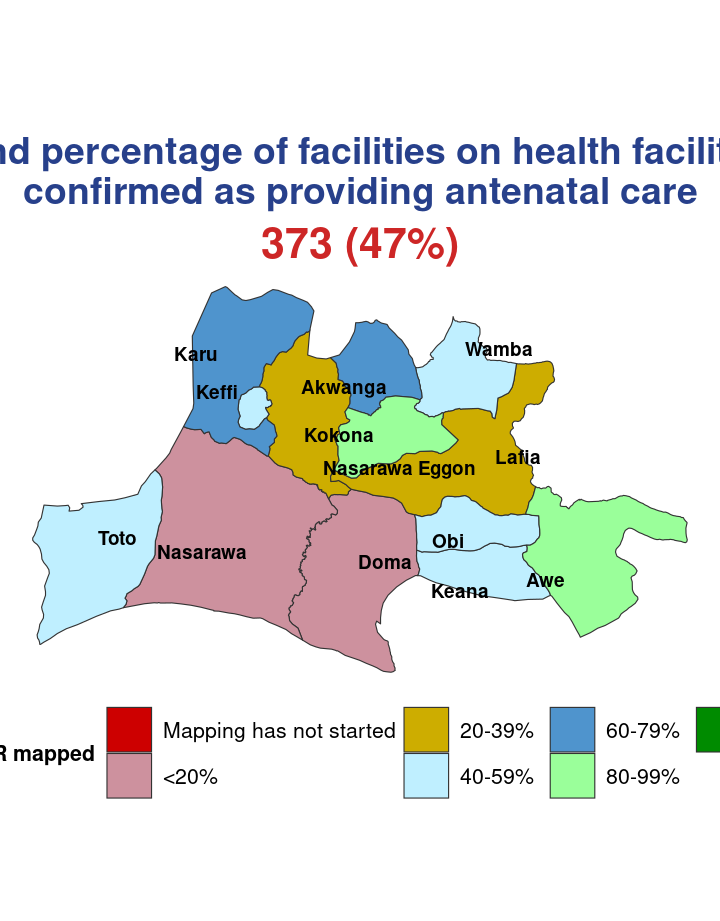 nd percentage of facilities on health facilit
confirmed as providing antenatal care
373 (47%)
Karu
Wamba
Keffi
Akwanga
Kokona
Nasarawa Eggon
Lafia
Toto
Nasarawa
Obi
Doma
Keana
Awe
R mapped
Mapping has not started
20-39%
60-79%
<20%
40-59%
80-99%